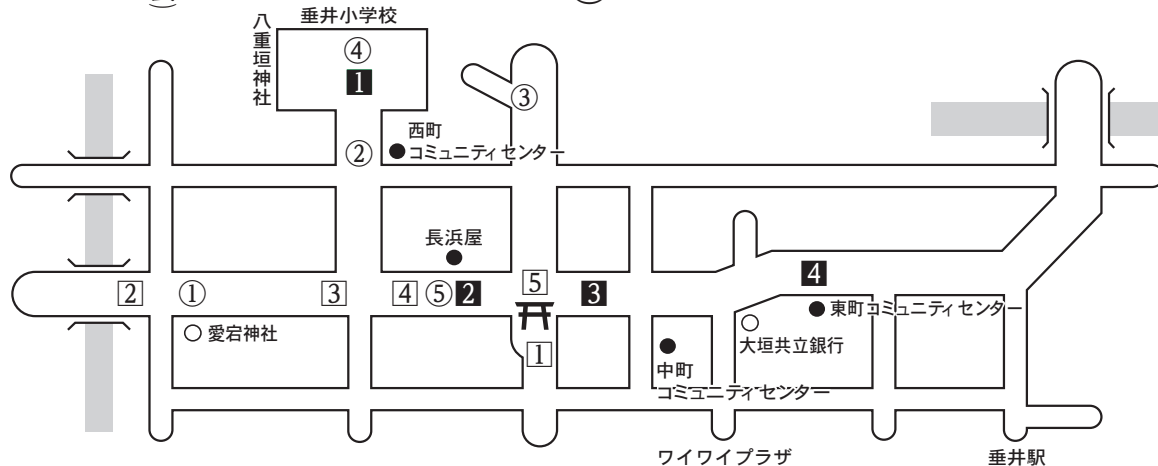 垂井小学校
八重垣神社
④
1
③
②
西町
コミュニティセンター
長浜屋
2
①
3
4
⑤
2
5
3
4
愛宕神社
1
東町コミュニティセンター
大垣共立銀行
中町
コミュニティセンター
ワイワイプラザ
垂井駅